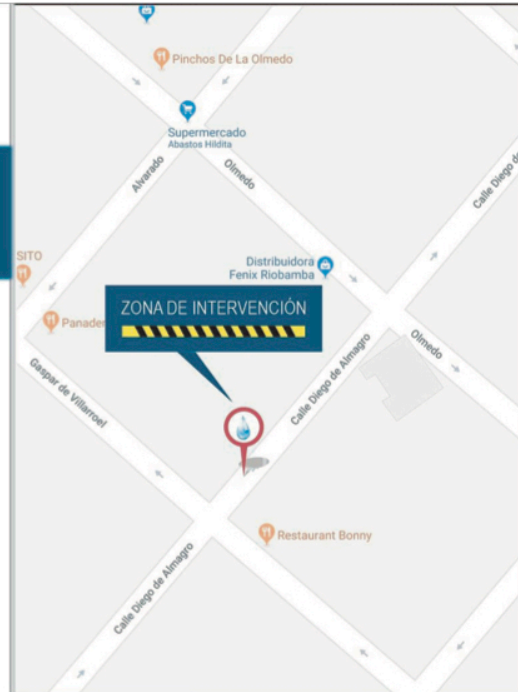 Pinchos De La Olmedo
Supermercado
Abastos Hildita
Alvarado
Olmedo
Calle Diego de
SITO
Distribuidora
Fenix Riobamba
ZONA DE INTERVENCIÓN
Panader
Olmedo
Calle Diego de Almagro
Gaspar de Villarroel
Restaurant Bonny
Calle Diego de Almagro